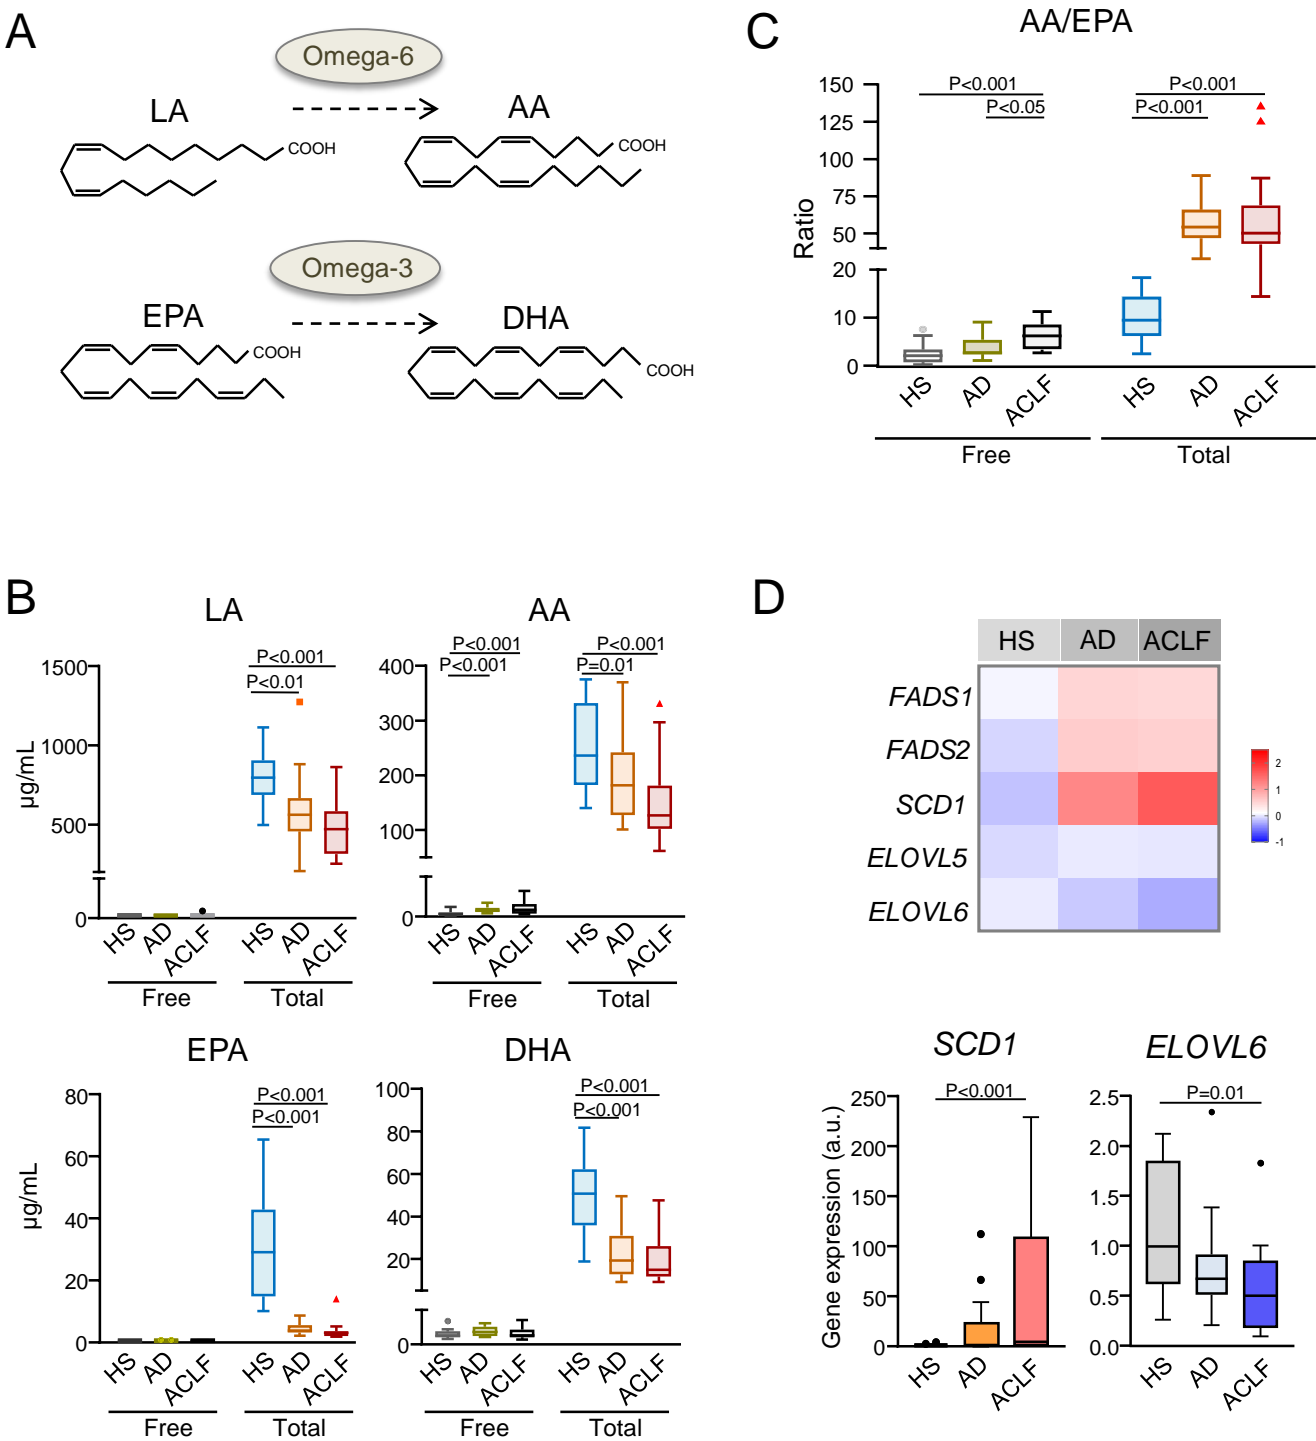 A
Omega-6
LA
AA
COOH
COOH
Omega-3
EPA
DHA
COOH
COOH
C
AA/EPA
P<0.001
P<0.05
P<0.001
P<0.001
Ratio
150
125
100
75
50
20
10
0
HS
AD
ACLF
HS
AD
ACLF
Free
Total
B
LA
P<0.001
P<0.01
µg/mL
1500
1000
500
0
HS
AD
ACLF
HS
AD
ACLF
Free
Total
AA
P<0.001
P<0.001
P<0.001
P=0.01
400
300
200
100
0
HS
AD
ACLF
HS
AD
ACLF
Free
Total
EPA
P<0.001
P<0.001
µg/mL
80
60
40
20
0
HS
AD
ACLF
HS
AD
ACLF
Free
Total
DHA
P<0.001
P<0.001
100
80
60
40
20
0
HS
AD
ACLF
HS
AD
ACLF
Free
Total
D
HS
AD
ACLF
FADS1
FADS2
SCD1
ELOVL5
ELOVL6
2
1
0
-1
SCD1
P<0.001
Gene expression (a.u.)
250
200
150
100
50
0
HS
AD
ACLF
ELOVL6
P=0.01
2.5
2.0
1.5
1.0
0.5
0.0
HS
AD
ACLF